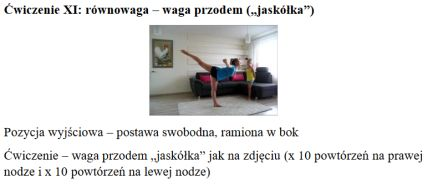 Ćwiczenie XI: równowaga – waga przodem („jaskółka”)
Pozycja wyjściowa – postawa swobodna, ramiona w bok
Ćwiczenie – waga przodem „jaskółka” jak na zdjęciu (x 10 powtórzeń na prawej
nodze i x 10 powtórzeń na lewej nodze)